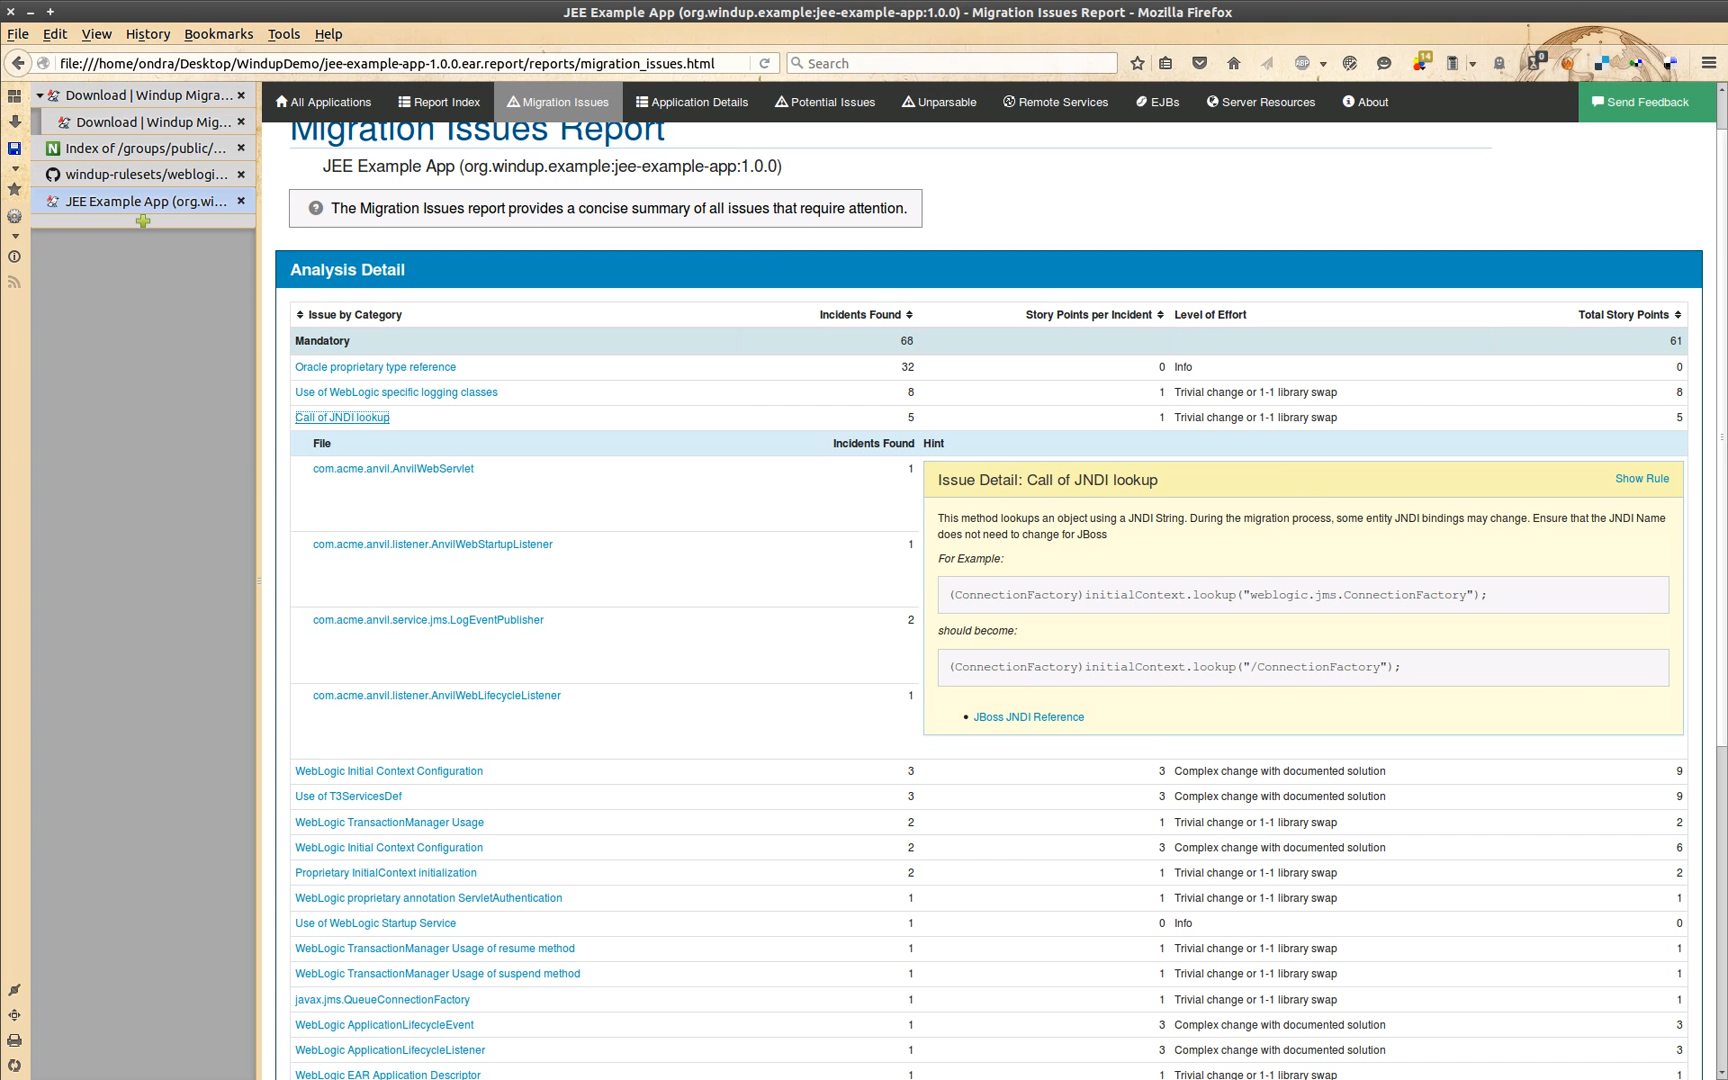 JEE Example App (org.windup.example:jee-example-app:1.0.0) - Migration Issues Report - Mozilla Firefox
File Edit View History Bookmarks Tools Help
file:///home/ondra/Desktop/WindupDemo/jee-example-app-1.0.0.ear.report/reports/migration_issues.html
Search
Download | Windup Migra...
Download | Windup Mig...
Index of /groups/public/...
windup-rulesets/weblogi...
JEE Example App (org.wi...
All Applications Report Index Migration Issues Application Details Potential Issues Unparsable Remote Services EJBs Server Resources About Send Feedback
Migration Issues Report
JEE Example App (org.windup.example:jee-example-app:1.0.0)
The Migration Issues report provides a concise summary of all issues that require attention.
Analysis Detail
Issue by Category Incidents Found Story Points per Incident Level of Effort Total Story Points
Mandatory 68 61
Oracle proprietary type reference 32 0 Info 0
Use of WebLogic specific logging classes 8 1 Trivial change or 1-1 library swap 8
Call of JNDI lookup 5 1 Trivial change or 1-1 library swap 5
File Incidents Found Hint
com.acme.anvil.AnvilWebServlet 1
com.acme.anvil.listener.AnvilWebStartupListener 1
com.acme.anvil.service.jms.LogEventPublisher 2
com.acme.anvil.listener.AnvilWebLifecycleListener 1
Issue Detail: Call of JNDI lookup Show Rule
This method lookups an object using a JNDI String. During the migration process, some entity JNDI bindings may change. Ensure that the JNDI Name
does not need to change for JBoss
For Example:
(ConnectionFactory)initialContext.lookup("weblogic.jms.ConnectionFactory");
should become:
(ConnectionFactory)initialContext.lookup("/ConnectionFactory");
JBoss JNDI Reference
WebLogic Initial Context Configuration 3 3 Complex change with documented solution 9
Use of T3ServicesDef 3 3 Complex change with documented solution 9
WebLogic TransactionManager Usage 2 1 Trivial change or 1-1 library swap 2
WebLogic Initial Context Configuration 2 3 Complex change with documented solution 6
Proprietary InitialContext initialization 2 1 Trivial change or 1-1 library swap 2
WebLogic proprietary annotation ServletAuthentication 1 1 Trivial change or 1-1 library swap 1
Use of WebLogic Startup Service 1 0 Info 0
WebLogic TransactionManager Usage of resume method 1 1 Trivial change or 1-1 library swap 1
WebLogic TransactionManager Usage of suspend method 1 1 Trivial change or 1-1 library swap 1
javax.jms.QueueConnectionFactory 1 1 Trivial change or 1-1 library swap 1
WebLogic ApplicationLifecycleEvent 1 3 Complex change with documented solution 3
WebLogic ApplicationLifecycleListener 1 3 Complex change with documented solution 3
WebLogic EAR Application Descriptor 1 1 Trivial change or 1-1 library swap 1